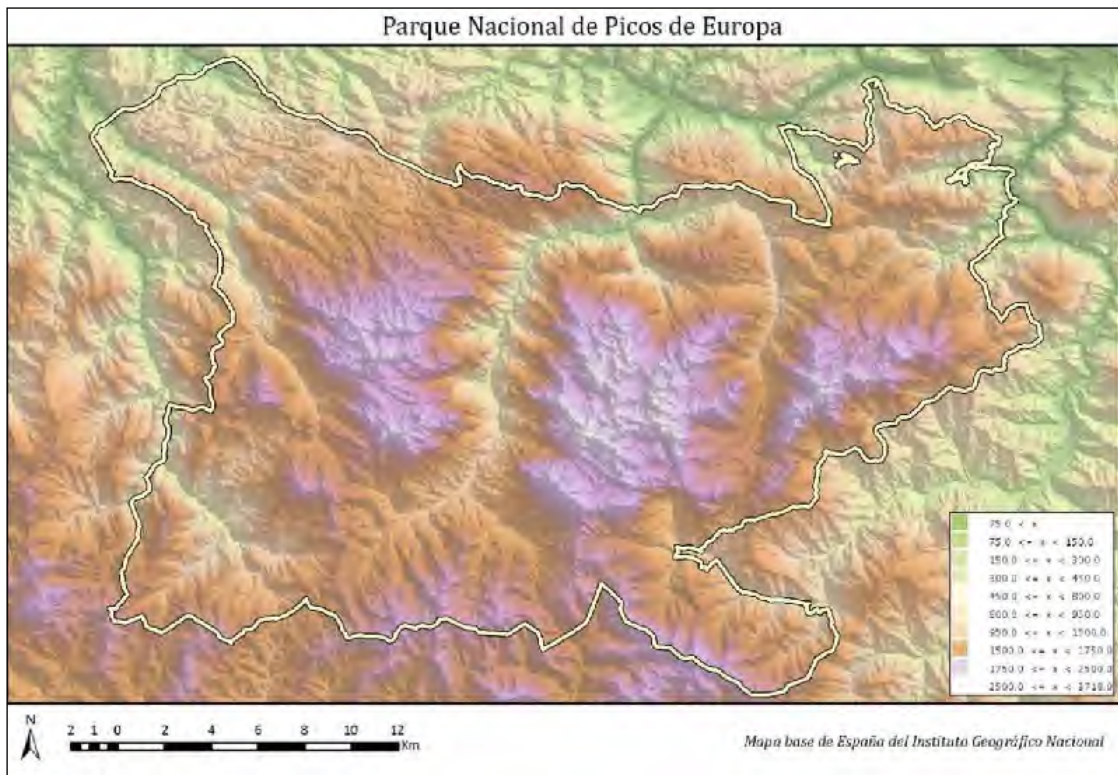 Parque Nacional de Picos de Europa
75.0 < x
75.0 <= x < 150.0
150.0 <= x < 300.0
300.0 <= x < 450.0
450.0 <= x < 800.0
800.0 <= x < 950.0
950.0 <= x < 1500.0
1500.0 <= x < 1750.0
1750.0 <= x < 2500.0
2500.0 <= x < 3718.0
N
2 1 0 2 4 6 8 10 12
Km
Mapa base de España del Instituto Geográfico Nacional